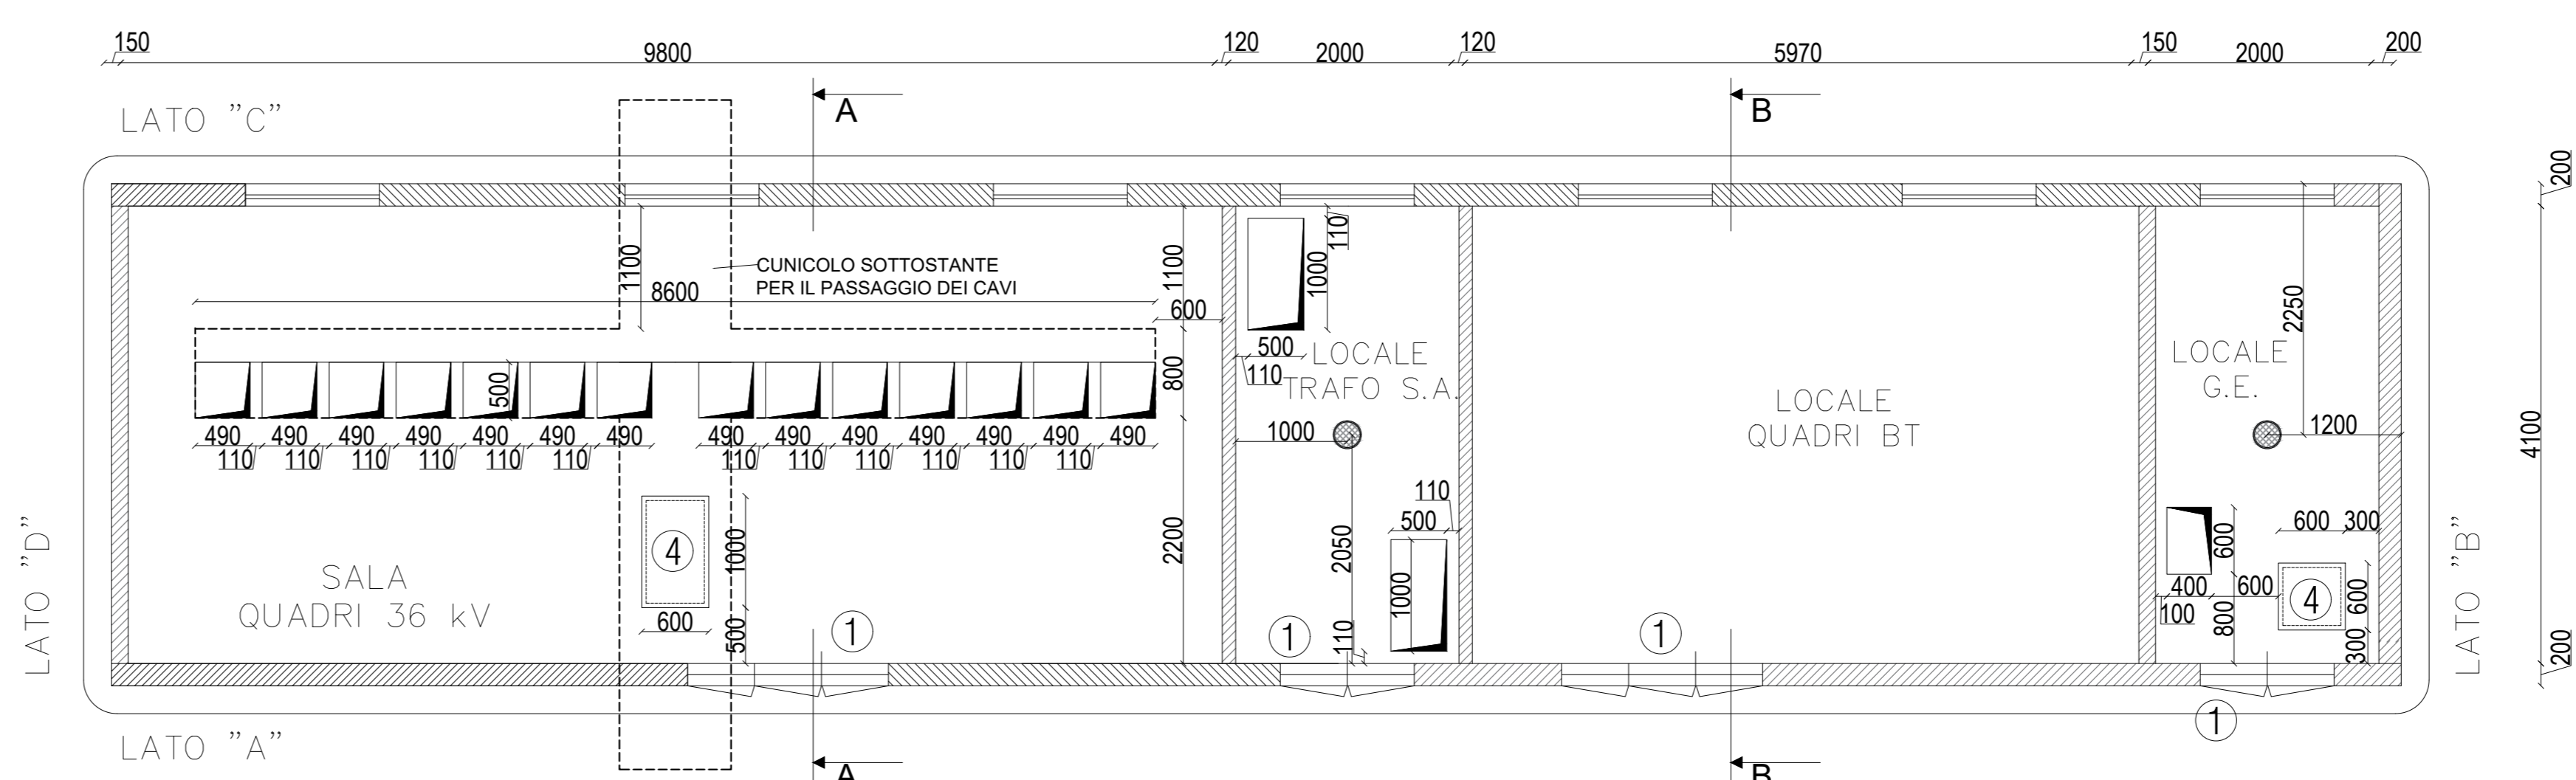 150 9800 120 2000 120 5970 150 2000 200
LATO "C"
A
B
200
1100
CUNICOLO SOTTOSTANTE
PER IL PASSAGGIO DEI CAVI
8600
1100
600
110
1000
2250
500
110
LOCALE
TRAFO S.A.
LOCALE
G.E.
500
800
LOCALE
QUADRI BT
490 490 490 490 490 490 490 490 490 490 490 490 490 490
110 110 110 110 110 110 110 110 110 110 110 110
1000
1200
4100
110
500
2050
1000
110
2200
4
1000
600
500
SALA
QUADRI 36 kV
1
1
1
600 300
600
400 600
100
800
4
600
300
200
1
LATO "D"
LATO "B"
LATO "A"
A
B